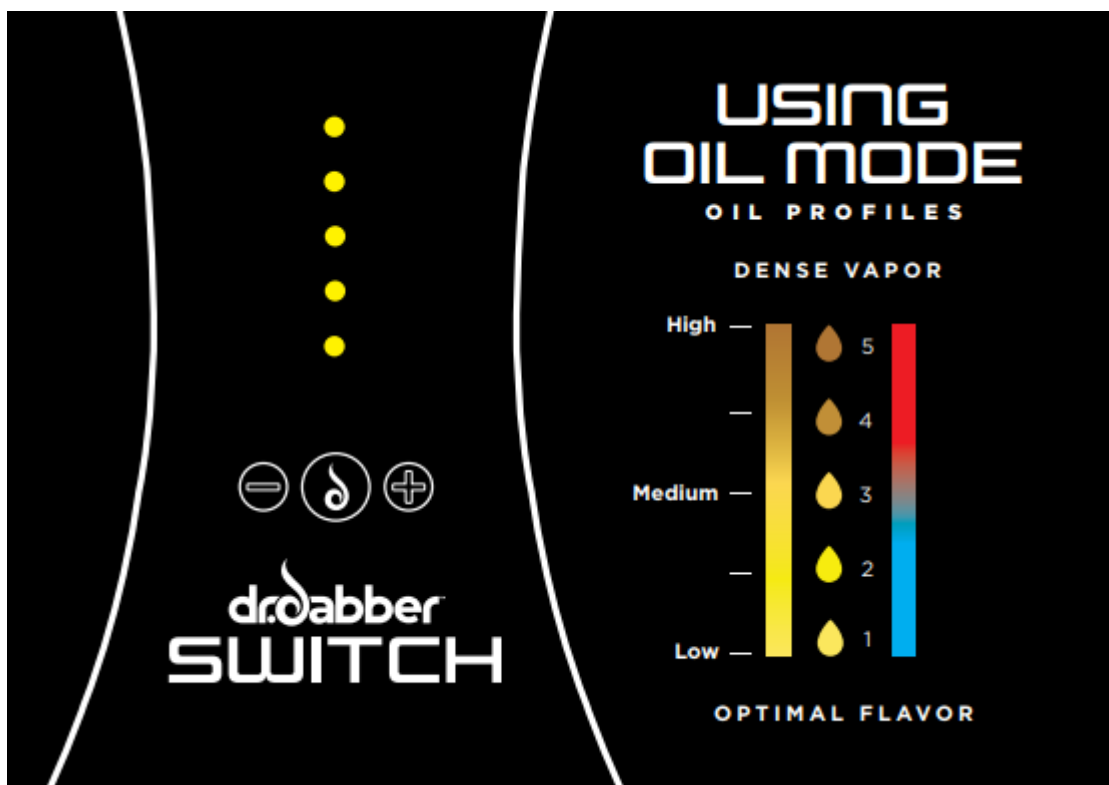 USING
OIL MODE
OIL PROFILES
DENSE VAPOR
High
5
4
Medium
3
2
Low
1
OPTIMAL FLAVOR
dr.dabber™
SWITCH